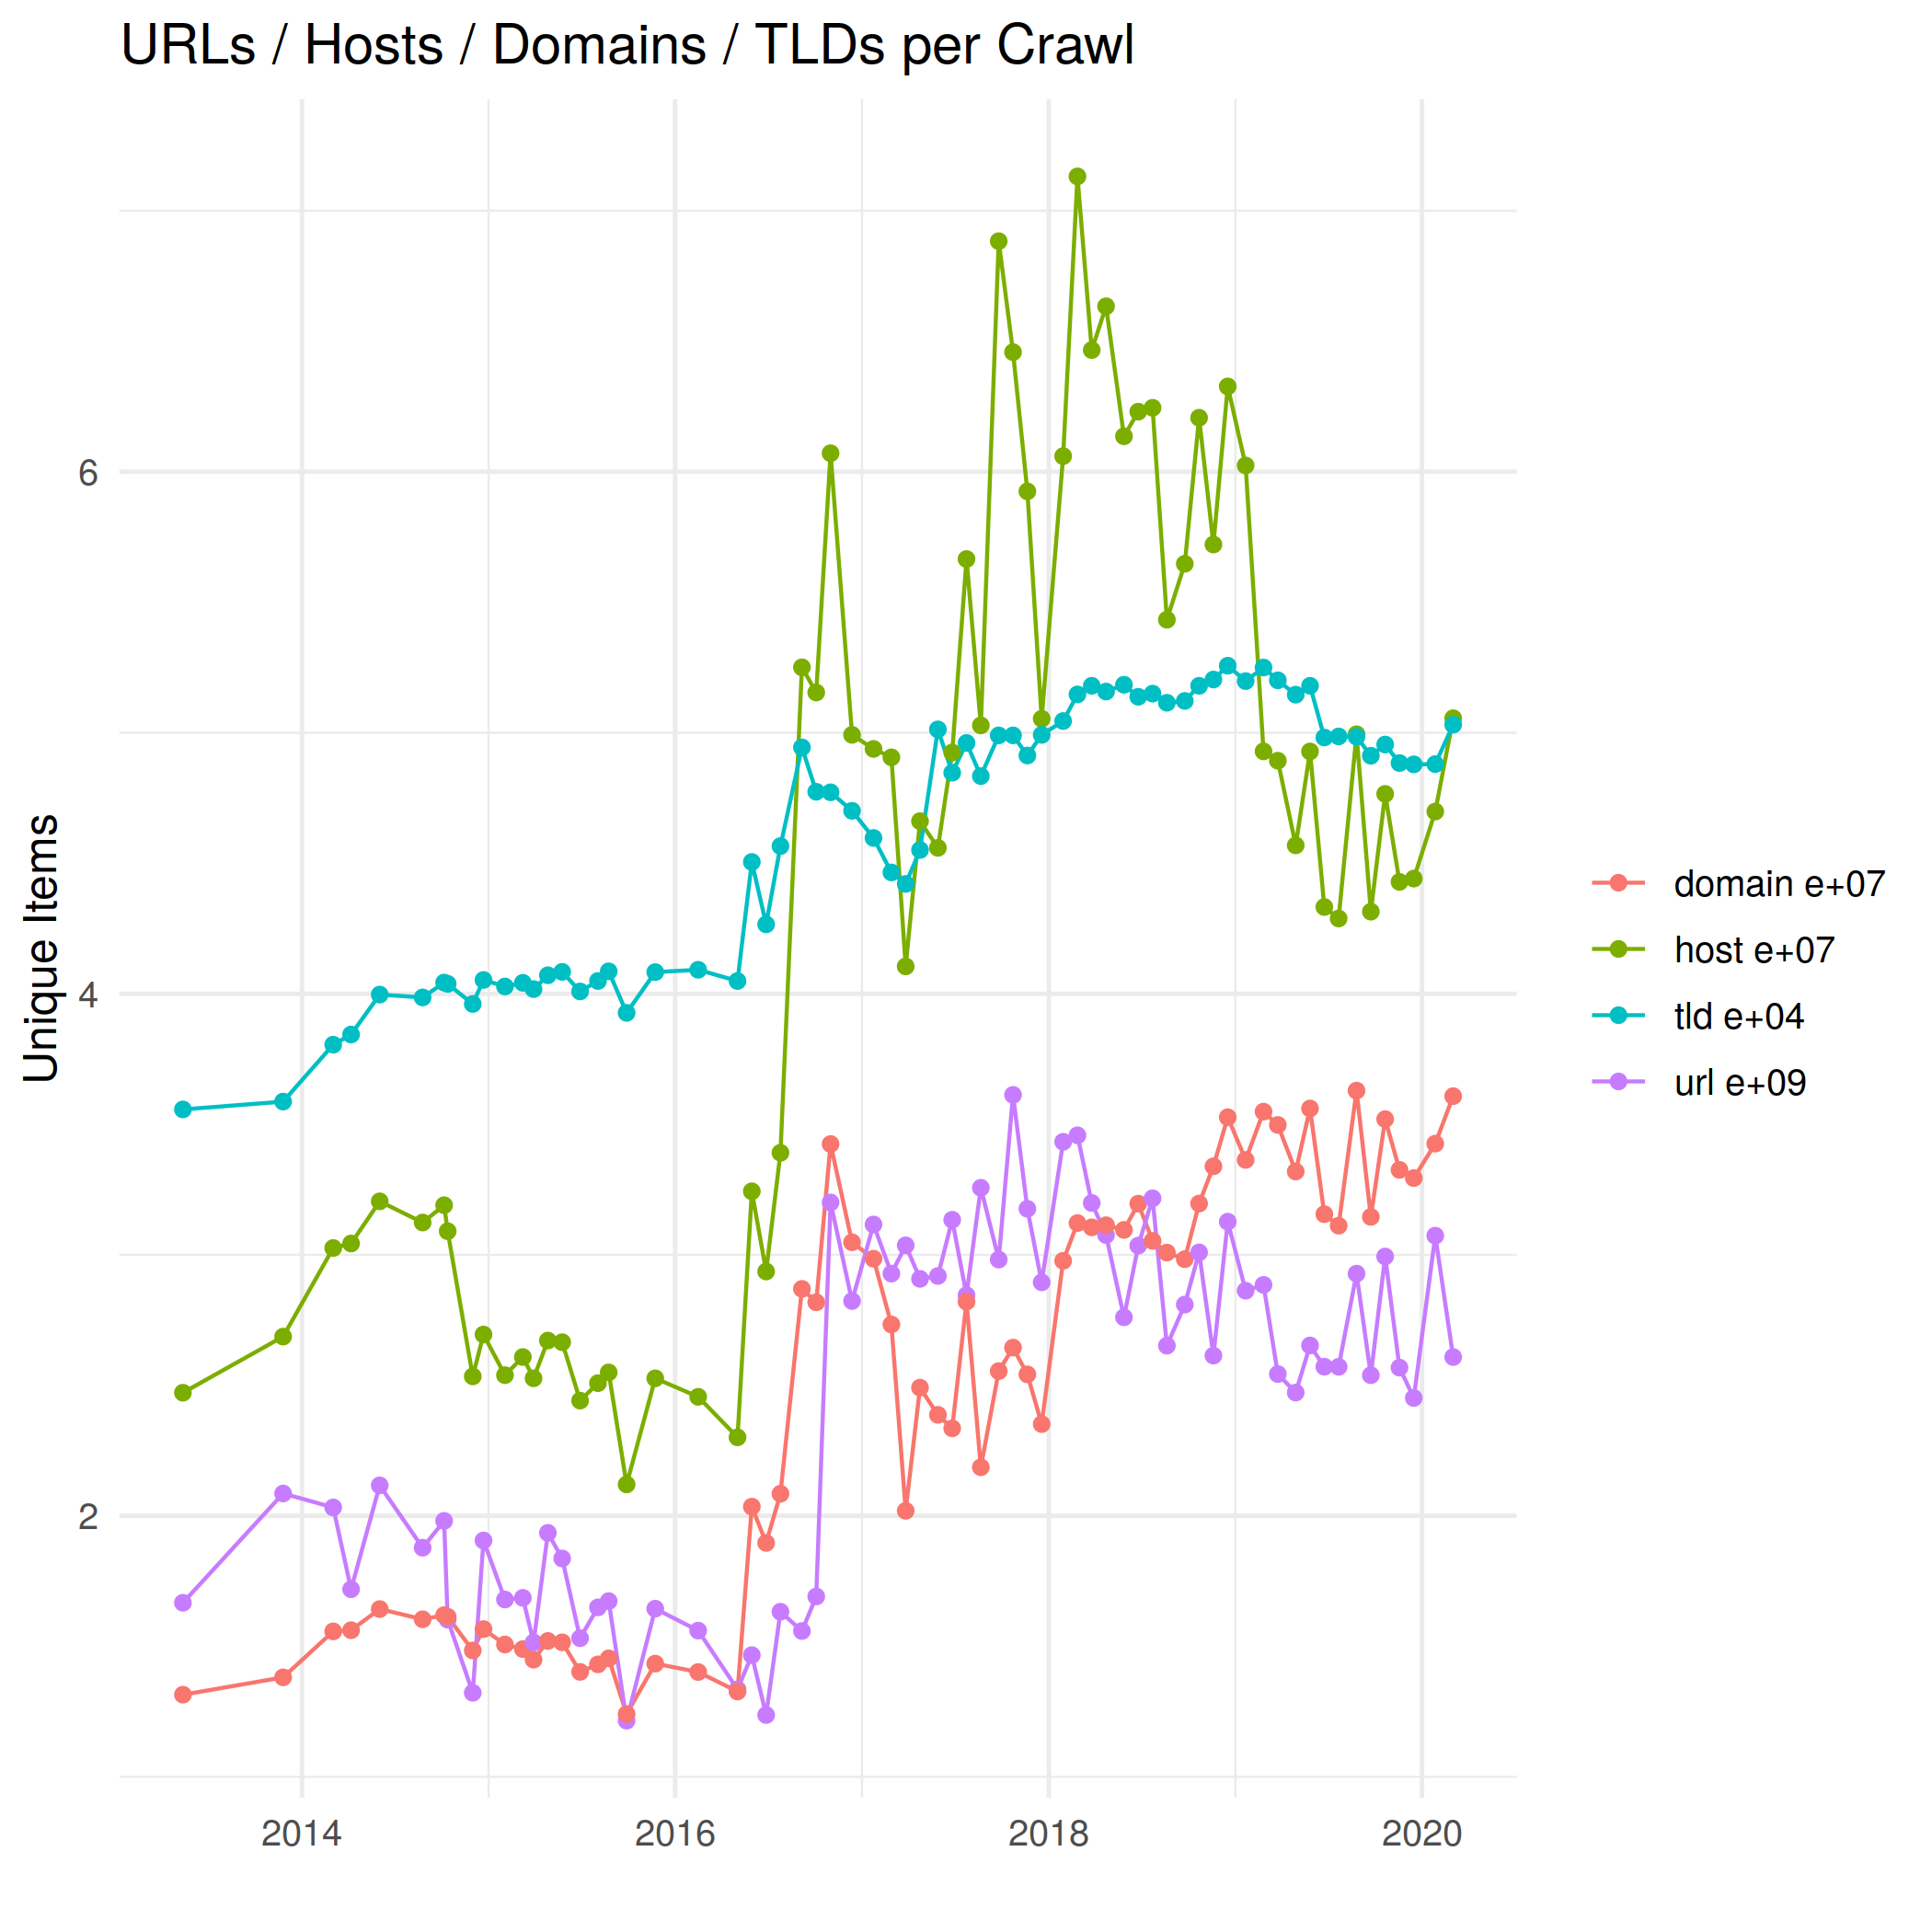 URLs / Hosts / Domains / TLDs per Crawl
Unique Items
6
4
2
2014
2016
2018
2020
domain e+07
host e+07
tld e+04
url e+09